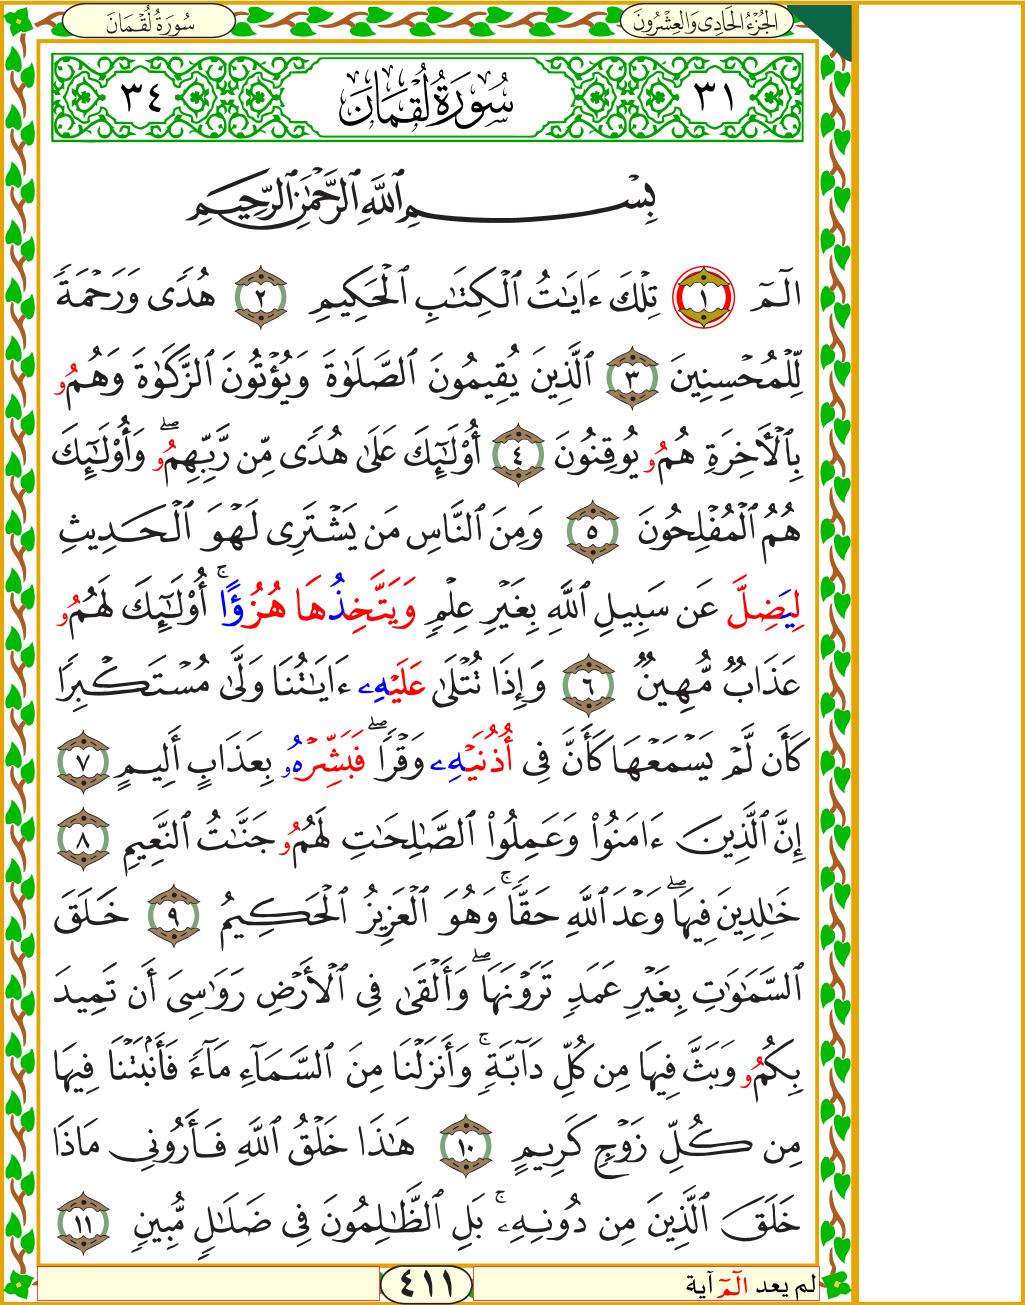 الجُزْءُ الحَادِى وَالعِشْرُونَ
سُورَةُ لُقْمَانَ
٣١ سُورَةُ لُقْمَانَ ٣٤
بِسْمِ ٱللَّهِ ٱلرَّحْمَٰنِ ٱلرَّحِيمِ
الٓمٓ ١ تِلْكَ ءَايَٰتُ ٱلْكِتَٰبِ ٱلْحَكِيمِ ٢ هُدًى وَرَحْمَةً
لِّلْمُحْسِنِينَ ٣ ٱلَّذِينَ يُقِيمُونَ ٱلصَّلَوٰةَ وَيُؤْتُونَ ٱلزَّكَوٰةَ وَهُمُو
بِٱلْأَخِرَةِ هُمُو يُوقِنُونَ ٤ أُوْلَٰٓئِكَ عَلَىٰ هُدًى مِّن رَّبِّهِمُوۖ وَأُوْلَٰٓئِكَ
هُمُ ٱلْمُفْلِحُونَ ٥ وَمِنَ ٱلنَّاسِ مَن يَشْتَرِى لَهْوَ ٱلْحَدِيثِ
لِيَضِلَّ عَن سَبِيلِ ٱللَّهِ بِغَيْرِ عِلْمٍ وَيَتَّخِذُهَا هُزُؤًاۚ أُوْلَٰٓئِكَ لَهُمُو
عَذَابٌ مُّهِينٌ ٦ وَإِذَا تُتْلَىٰ عَلَيْهِۦ ءَايَٰتُنَا وَلَّىٰ مُسْتَكْبِرًا
كَأَن لَّمْ يَسْمَعْهَا كَأَنَّ فِى أُذُنَيْهِۦ وَقْرًاۖ فَبَشِّرْهُۥ بِعَذَابٍ أَلِيمٍ ٧
إِنَّ ٱلَّذِينَ ءَامَنُوا۟ وَعَمِلُوا۟ ٱلصَّٰلِحَٰتِ لَهُمُو جَنَّٰتُ ٱلنَّعِيمِ ٨
خَٰلِدِينَ فِيهَاۖ وَعْدَ ٱللَّهِ حَقًّاۚ وَهْوَ ٱلْعَزِيزُ ٱلْحَكِيمُ ٩ خَلَقَ
ٱلسَّمَٰوَٰتِ بِغَيْرِ عَمَدٍ تَرَوْنَهَاۖ وَأَلْقَىٰ فِى ٱلْأَرْضِ رَوَٰسِىَ أَن تَمِيدَ
بِكُمُو وَبَثَّ فِيهَا مِن كُلِّ دَآبَّةٍۚ وَأَنزَلْنَا مِنَ ٱلسَّمَآءِ مَآءً فَأَنۢبَتْنَا فِيهَا
مِن كُلِّ زَوْجٍ كَرِيمٍ ١٠ هَٰذَا خَلْقُ ٱللَّهِ فَأَرُونِى مَاذَا
خَلَقَ ٱلَّذِينَ مِن دُونِهِۦۚ بَلِ ٱلظَّٰلِمُونَ فِى ضَلَٰلٍ مُّبِينٍ ١١
لم يعد الٓمٓ آية
٤١١